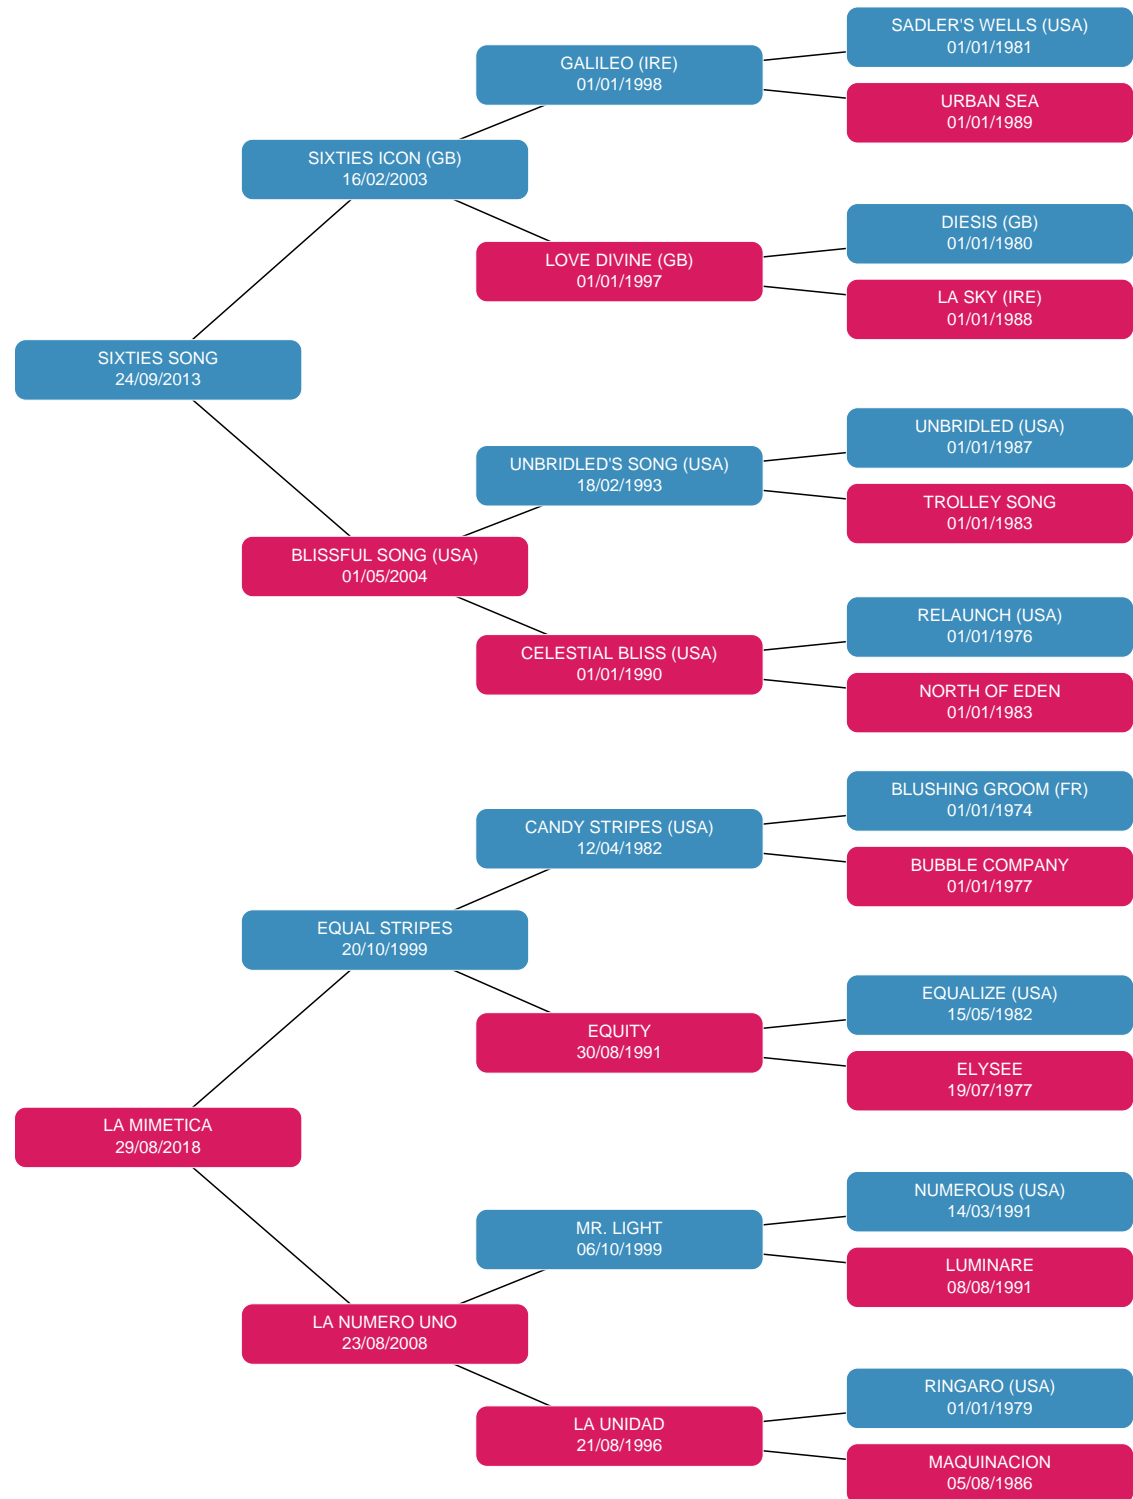 SADLER'S WELLS (USA)
01/01/1981
GALILEO (IRE)
01/01/1998
URBAN SEA
01/01/1989
SIXTIES ICON (GB)
16/02/2003
DIESIS (GB)
01/01/1980
LOVE DIVINE (GB)
01/01/1997
LA SKY (IRE)
01/01/1988
SIXTIES SONG
24/09/2013
UNBRIDLED (USA)
01/01/1987
UNBRIDLED'S SONG (USA)
18/02/1993
TROLLEY SONG
01/01/1983
BLISSFUL SONG (USA)
01/05/2004
RELAUNCH (USA)
01/01/1976
CELESTIAL BLISS (USA)
01/01/1990
NORTH OF EDEN
01/01/1983
BLUSHING GROOM (FR)
01/01/1974
CANDY STRIPES (USA)
12/04/1982
BUBBLE COMPANY
01/01/1977
EQUAL STRIPES
20/10/1999
EQUALIZE (USA)
15/05/1982
EQUITY
30/08/1991
ELYSEE
19/07/1977
LA MIMETICA
29/08/2018
NUMEROUS (USA)
14/03/1991
MR. LIGHT
06/10/1999
LUMINARE
08/08/1991
LA NUMERO UNO
23/08/2008
RINGARO (USA)
01/01/1979
LA UNIDAD
21/08/1996
MAQUINACION
05/08/1986